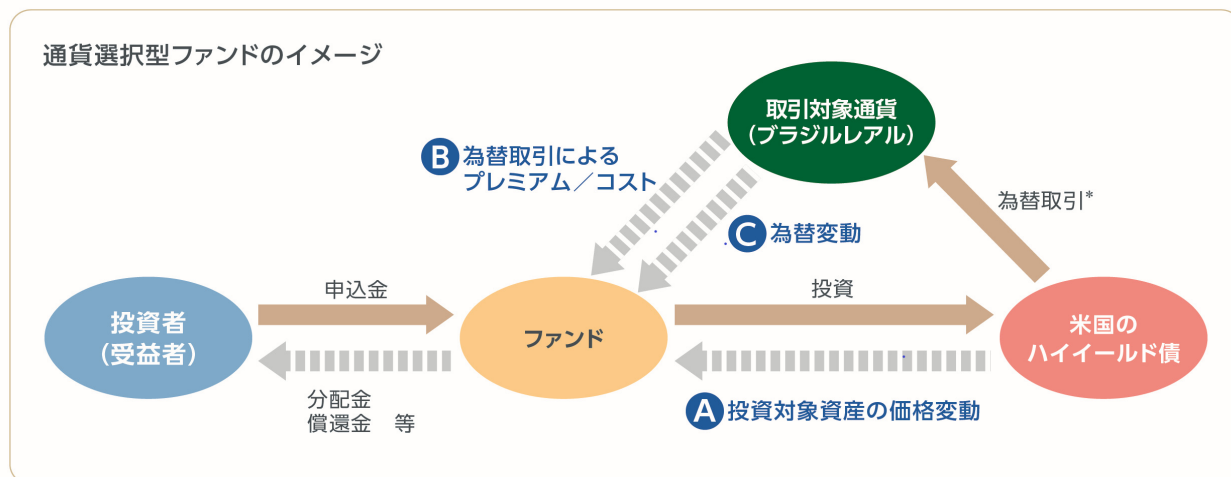 通貨選択型ファンドのイメージ
取引対象通貨
（ブラジルレアル）
B 為替取引による
プレミアム／コスト
為替取引*
C 為替変動
申込金
投資
投資者
（受益者）
ファンド
米国の
ハイイールド債
分配金
償還金　等
A 投資対象資産の価格変動